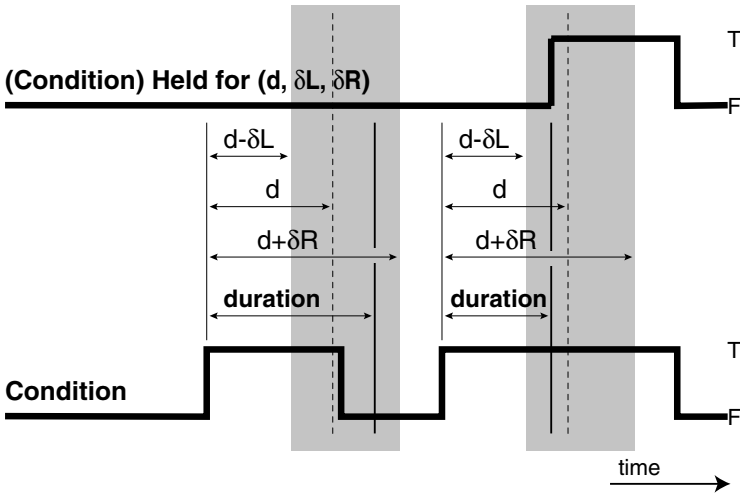 T
(Condition) Held for (d, δL, δR)
F
d-δL d-δL
d d
d+δR d+δR
duration duration
T
Condition
F
time